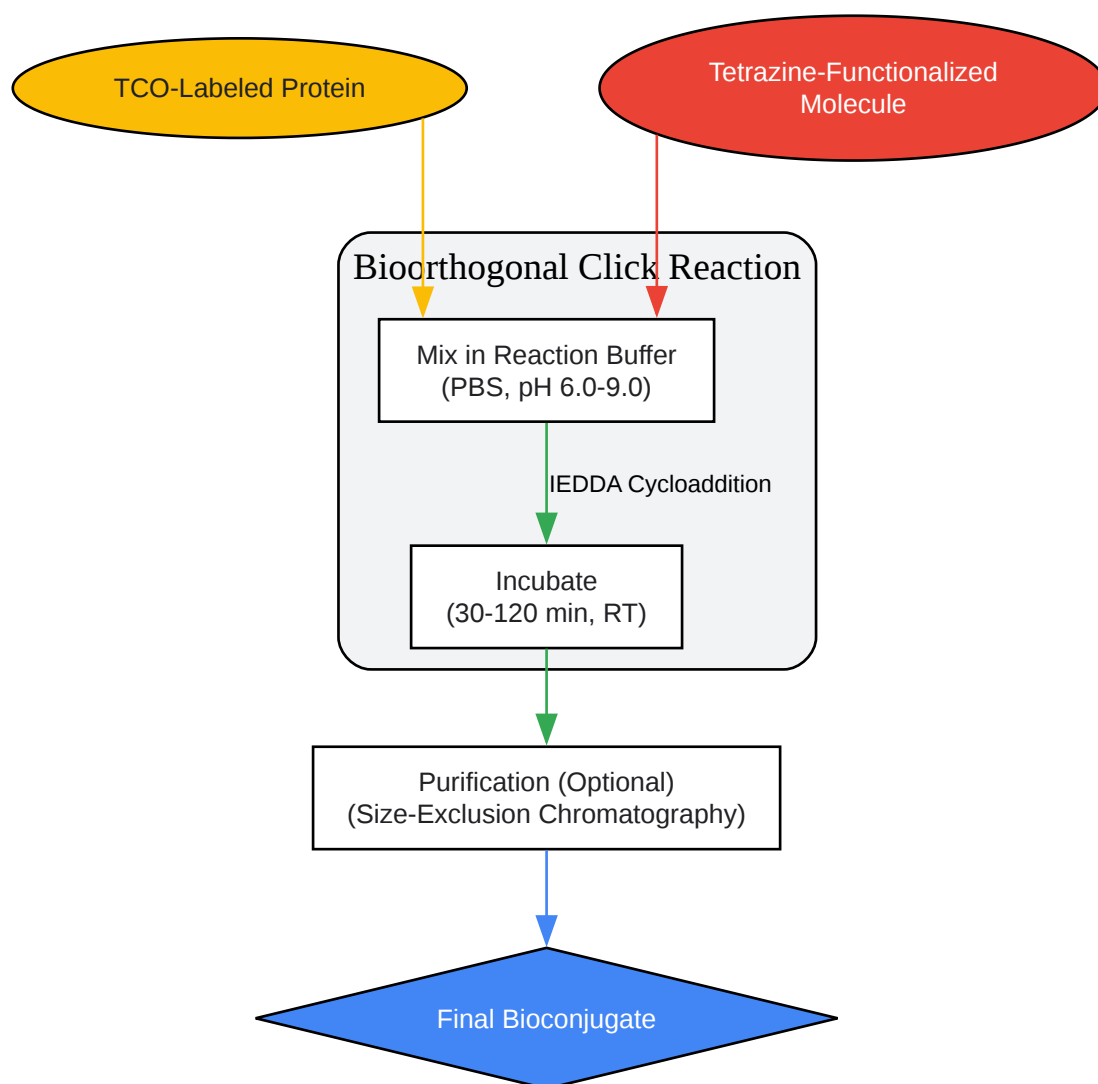 TCO-Labeled Protein
Tetrazine-Functionalized
Molecule
Bioorthogonal Click Reaction
Mix in Reaction Buffer
(PBS, pH 6.0-9.0)
IEDDA Cycloaddition
Incubate
(30-120 min, RT)
Purification (Optional)
(Size-Exclusion Chromatography)
Final Bioconjugate